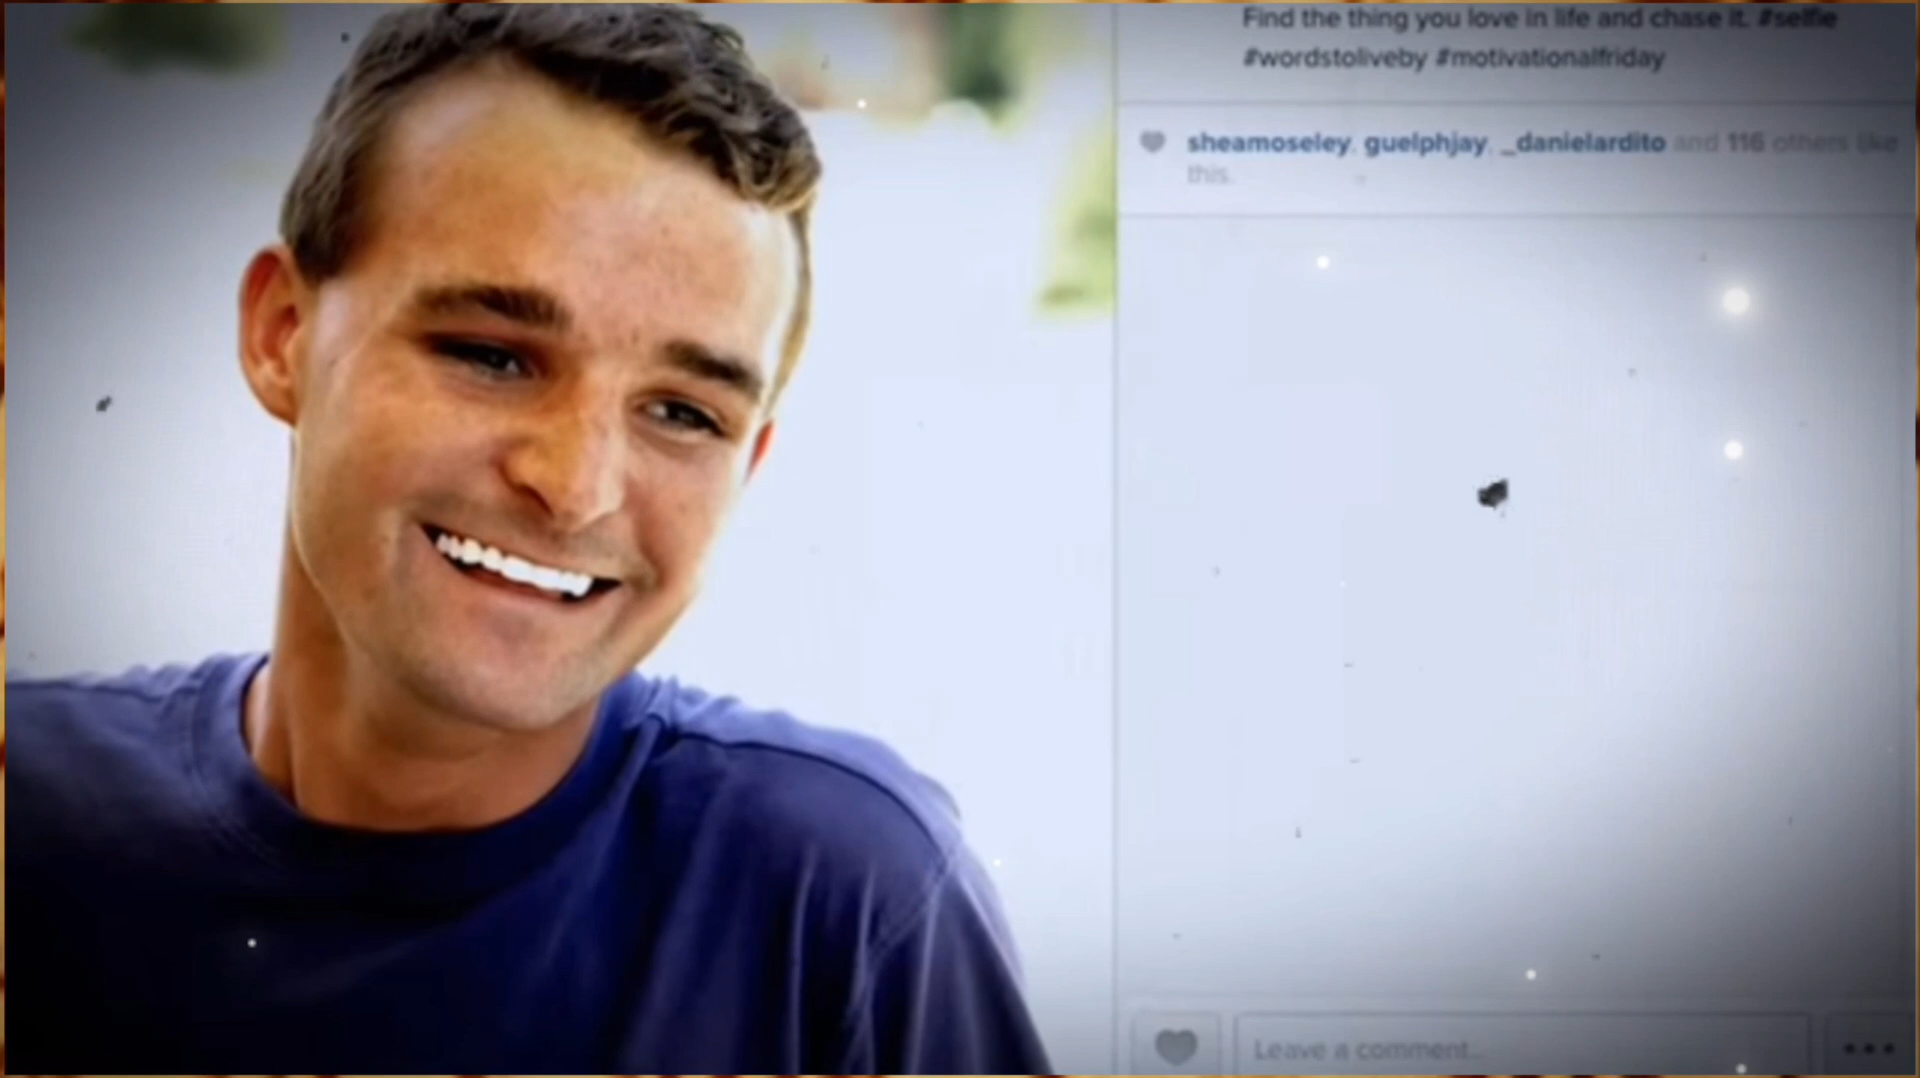 Find the thing you love in life and chase it. #selfie
#wordstoliveby #motivationalfriday
sheamoseley, guelphjay, _danielardito and 116 others like
this.
Leave a comment...